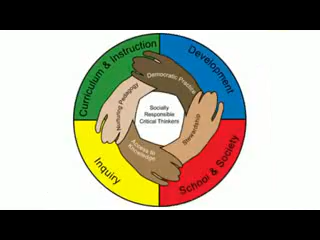 Curriculum & Instruction
Development
Democratic Practice
Nurturing Pedagogy
Socially
Responsible
Critical Thinkers
Stewardship
Access to
Knowledge
Inquiry
School & Society